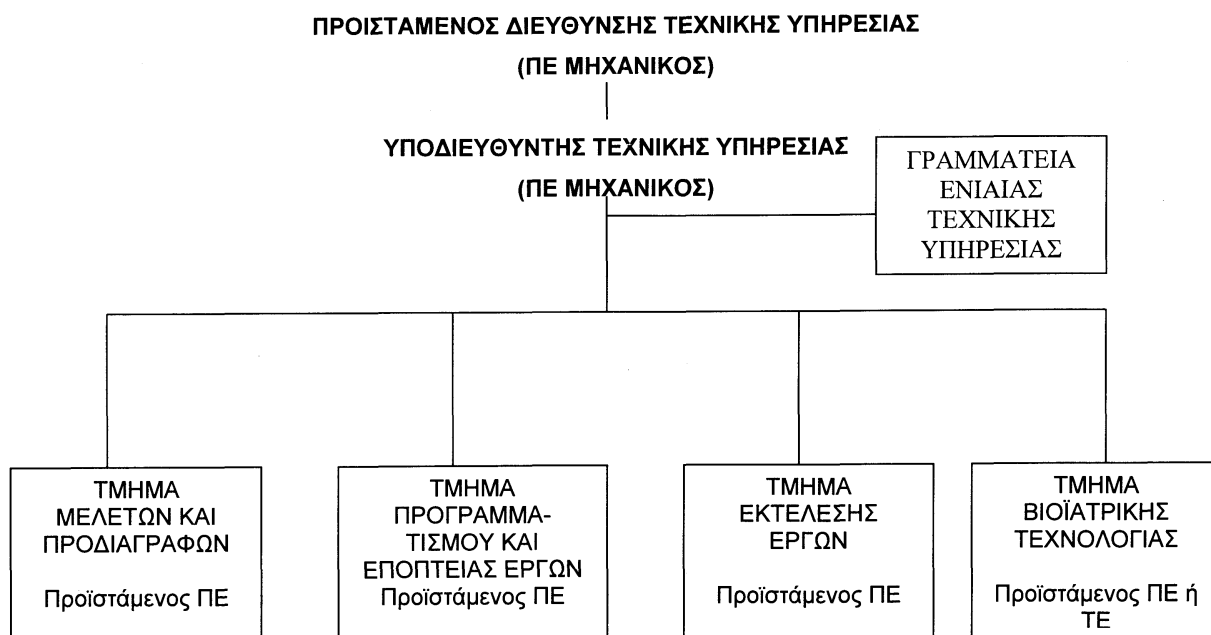 ΠΡΟΙΣΤΑΜΕΝΟΣ ΔΙΕΥΘΥΝΣΗΣ ΤΕΧΝΙΚΗΣ ΥΠΗΡΕΣΙΑΣ
(ΠΕ ΜΗΧΑΝΙΚΟΣ)
ΥΠΟΔΙΕΥΘΥΝΤΗΣ ΤΕΧΝΙΚΗΣ ΥΠΗΡΕΣΙΑΣ
(ΠΕ ΜΗΧΑΝΙΚΟΣ)
ΓΡΑΜΜΑΤΕΙΑ
ΕΝΙΑΙΑΣ
ΤΕΧΝΙΚΗΣ
ΥΠΗΡΕΣΙΑΣ
ΤΜΗΜΑ
ΜΕΛΕΤΩΝ ΚΑΙ
ΠΡΟΔΙΑΓΡΑΦΩΝ
Προϊστάμενος ΠΕ
ΤΜΗΜΑ
ΠΡΟΓΡΑΜΜΑ-
ΤΙΣΜΟΥ ΚΑΙ
ΕΠΟΠΤΕΙΑΣ ΕΡΓΩΝ
Προϊστάμενος ΠΕ
ΤΜΗΜΑ
ΕΚΤΕΛΕΣΗΣ
ΕΡΓΩΝ
Προϊστάμενος ΠΕ
ΤΜΗΜΑ
ΒΙΟΪΑΤΡΙΚΗΣ
ΤΕΧΝΟΛΟΓΙΑΣ
Προϊστάμενος ΠΕ ή
ΤΕ